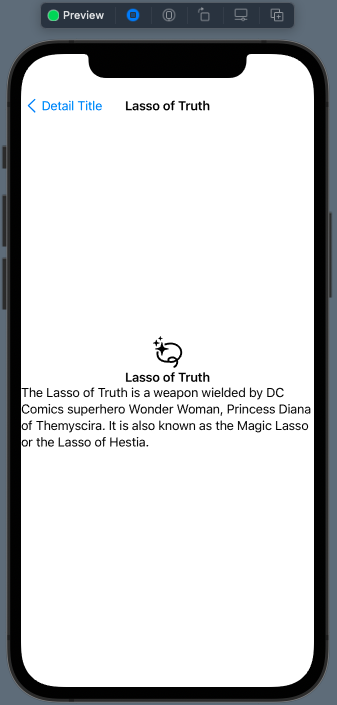 Preview
Detail Title
Lasso of Truth
Lasso of Truth
The Lasso of Truth is a weapon wielded by DC
Comics superhero Wonder Woman, Princess Diana
of Themyscira. It is also known as the Magic Lasso
or the Lasso of Hestia.